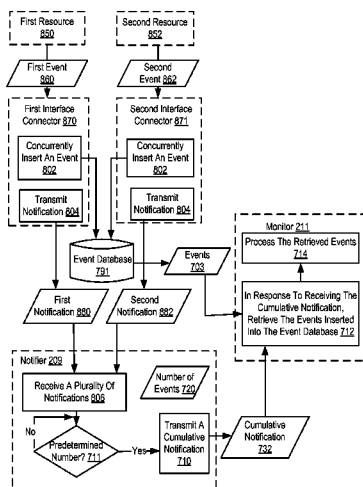 First Resource
850
Second Resource
852
First Event
860
Second
Event 862
First Interface
Connector 870
Second Interface
Connector 871
Concurrently
Insert An Event
802
Concurrently
Insert An Event
802
Transmit
Notification 804
Transmit
Notification 804
Event Database
791
Events
703
Monitor 211
Process The Retrieved Events
714
In Response To Receiving The
Cumulative Notification,
Retrieve The Events Inserted
Into The Event Database 712
First
Notification 880
Second
Notification 882
Notifier 209
Receive A Plurality Of
Notifications 806
Number of
Events 720
No
Predetermined
Number? 711
Yes
Transmit A
Cumulative
Notification
710
Cumulative
Notification
732